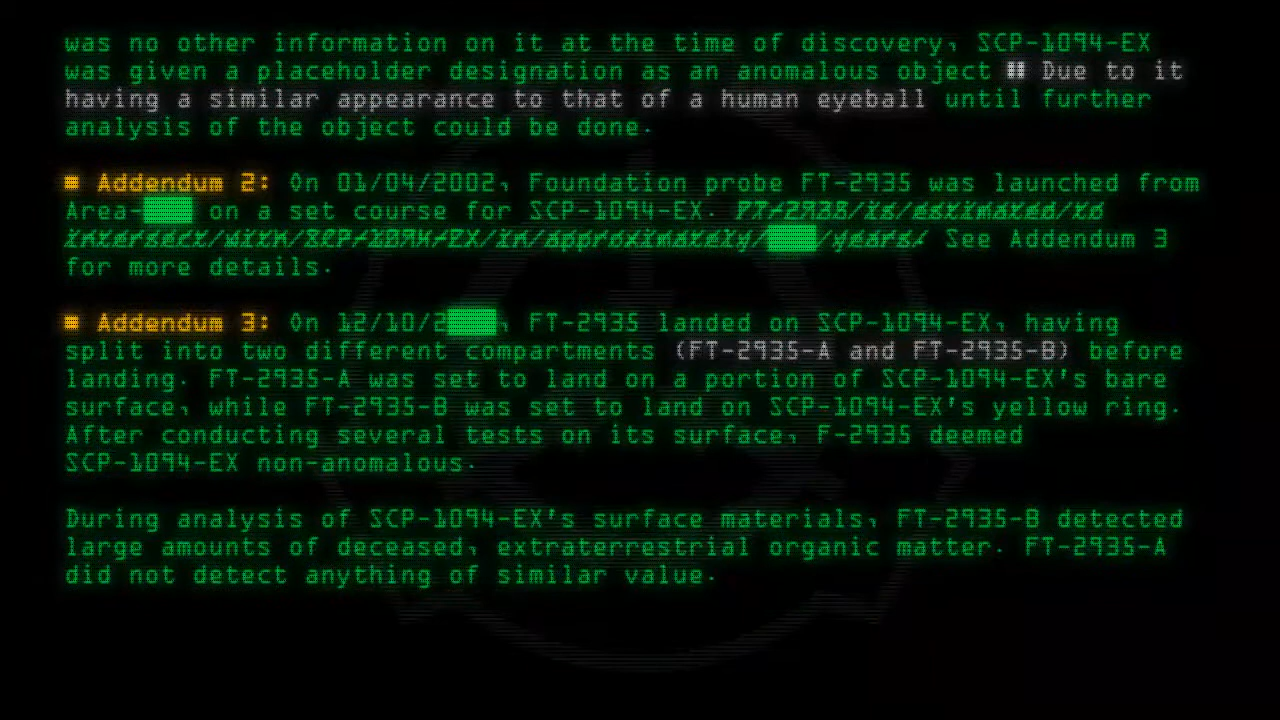 was no other information on it at the time of discovery, SCP-1094-EX
was given a placeholder designation as an anomalous object ⯀⯀ Due to it
having a similar appearance to that of a human eyeball until further
analysis of the object could be done.
■ Addendum 2: On 01/04/2002, Foundation probe FT-2935 was launched from
Area-███ on a set course for SCP-1094-EX. FT-2935/is/estimated/to
intersect/with/SCP-1094-EX/in/approximately/███/years. See Addendum 3
for more details.
■ Addendum 3: On 12/10/2███, FT-2935 landed on SCP-1094-EX, having
split into two different compartments (FT-2935-A and FT-2935-B) before
landing. FT-2935-A was set to land on a portion of SCP-1094-EX's bare
surface, while FT-2935-B was set to land on SCP-1094-EX's yellow ring.
After conducting several tests on its surface, F-2935 deemed
SCP-1094-EX non-anomalous.
During analysis of SCP-1094-EX's surface materials, FT-2935-B detected
large amounts of deceased, extraterrestrial organic matter. FT-2935-A
did not detect anything of similar value.